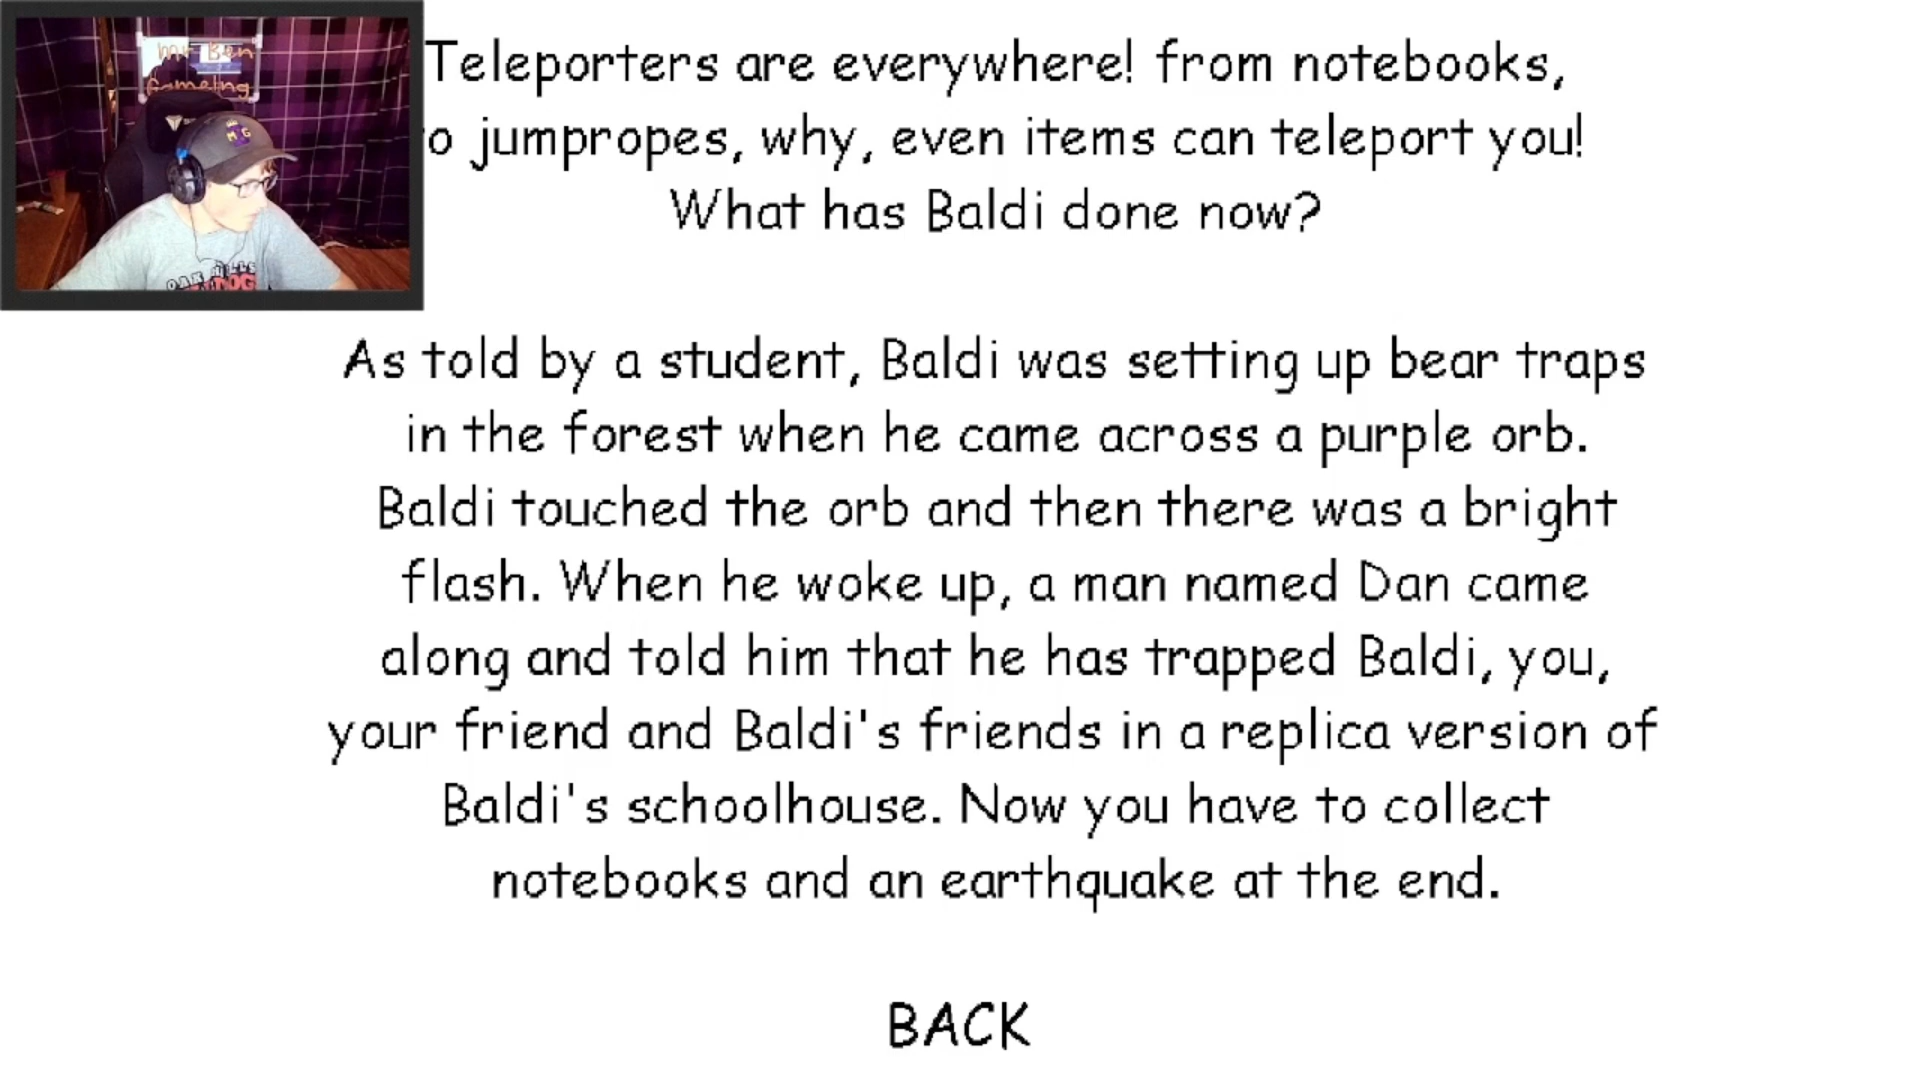 Mr Ben
Gameing
MG
Teleporters are everywhere! from notebooks,
jumpropes, why, even items can teleport you!
What has Baldi done now?
As told by a student, Baldi was setting up bear traps
in the forest when he came across a purple orb.
Baldi touched the orb and then there was a bright
flash. When he woke up, a man named Dan came
along and told him that he has trapped Baldi, you,
your friend and Baldi's friends in a replica version of
Baldi's schoolhouse. Now you have to collect
notebooks and an earthquake at the end.
BACK